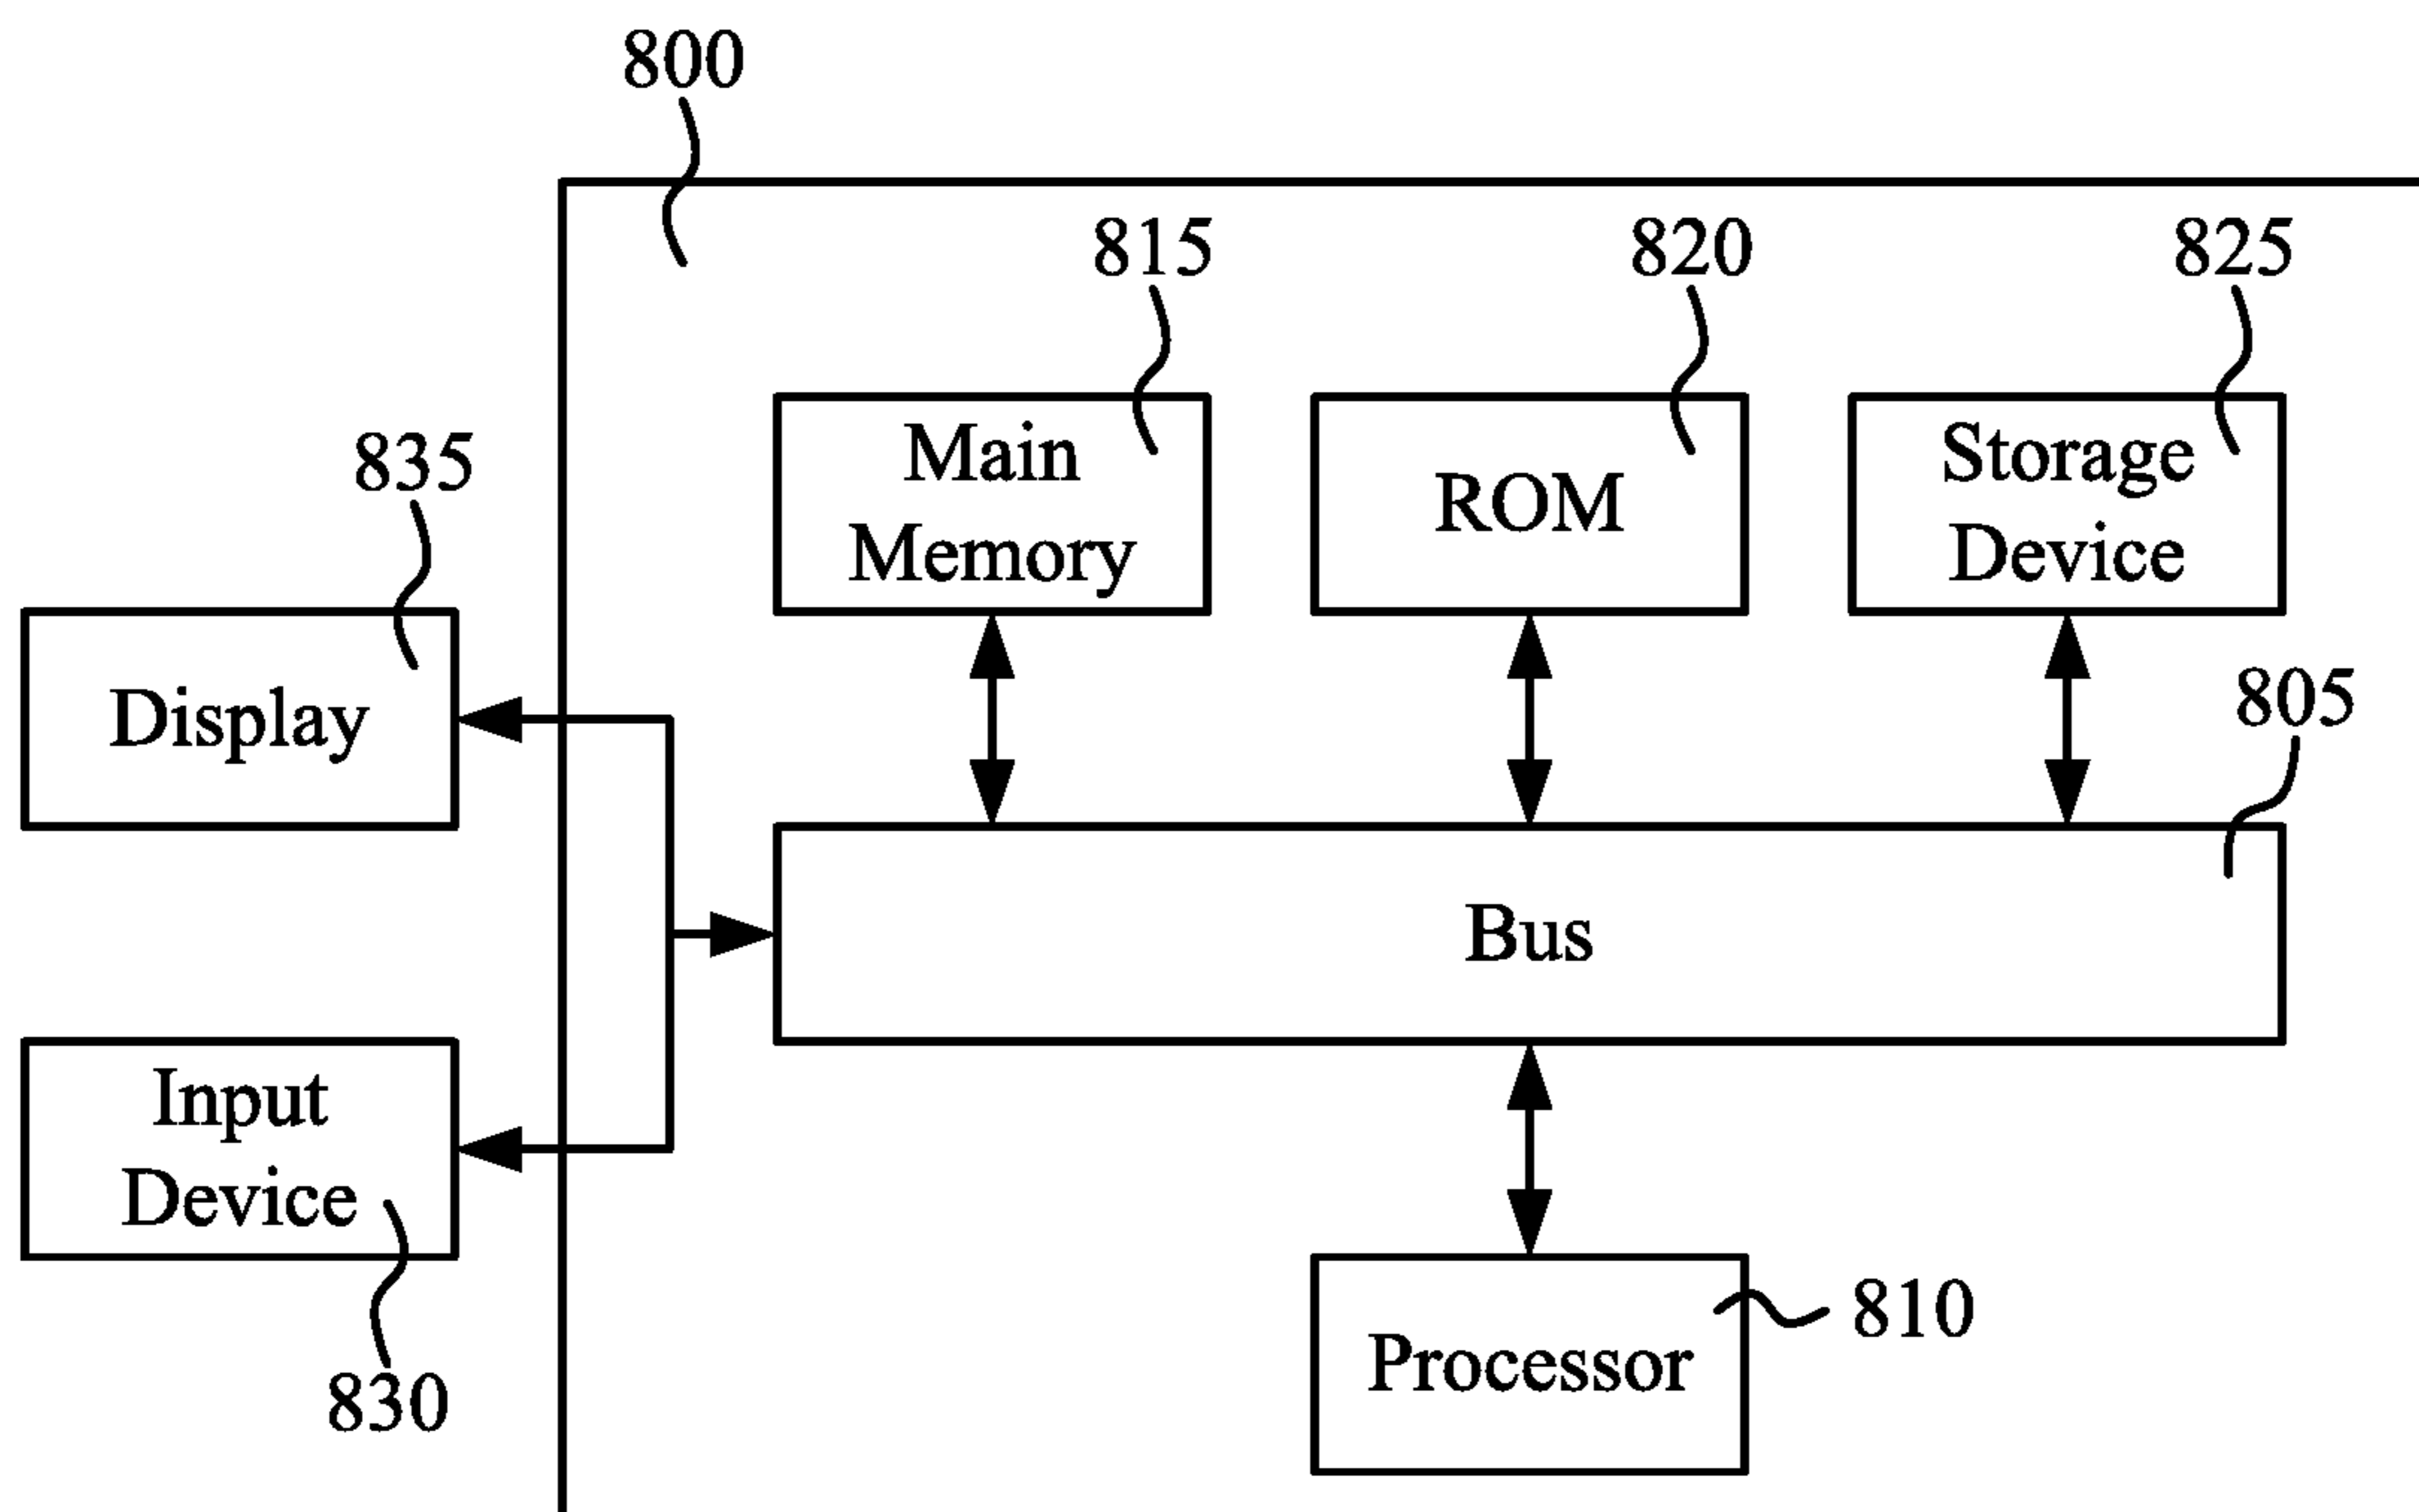 800
815
820
825
835
Main
Memory
ROM
Storage
Device
805
Display
Bus
Input
Device
830
810
Processor